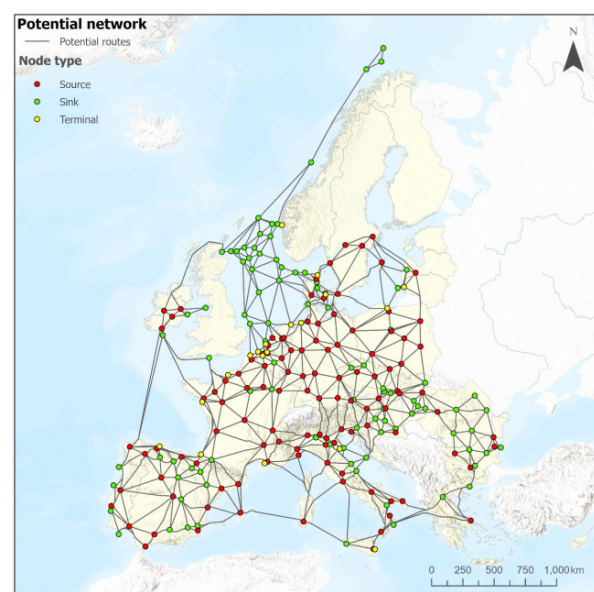 Potential network
Potential routes
Node type
Source
Sink
Terminal
N
0 250 500 750 1,000 km